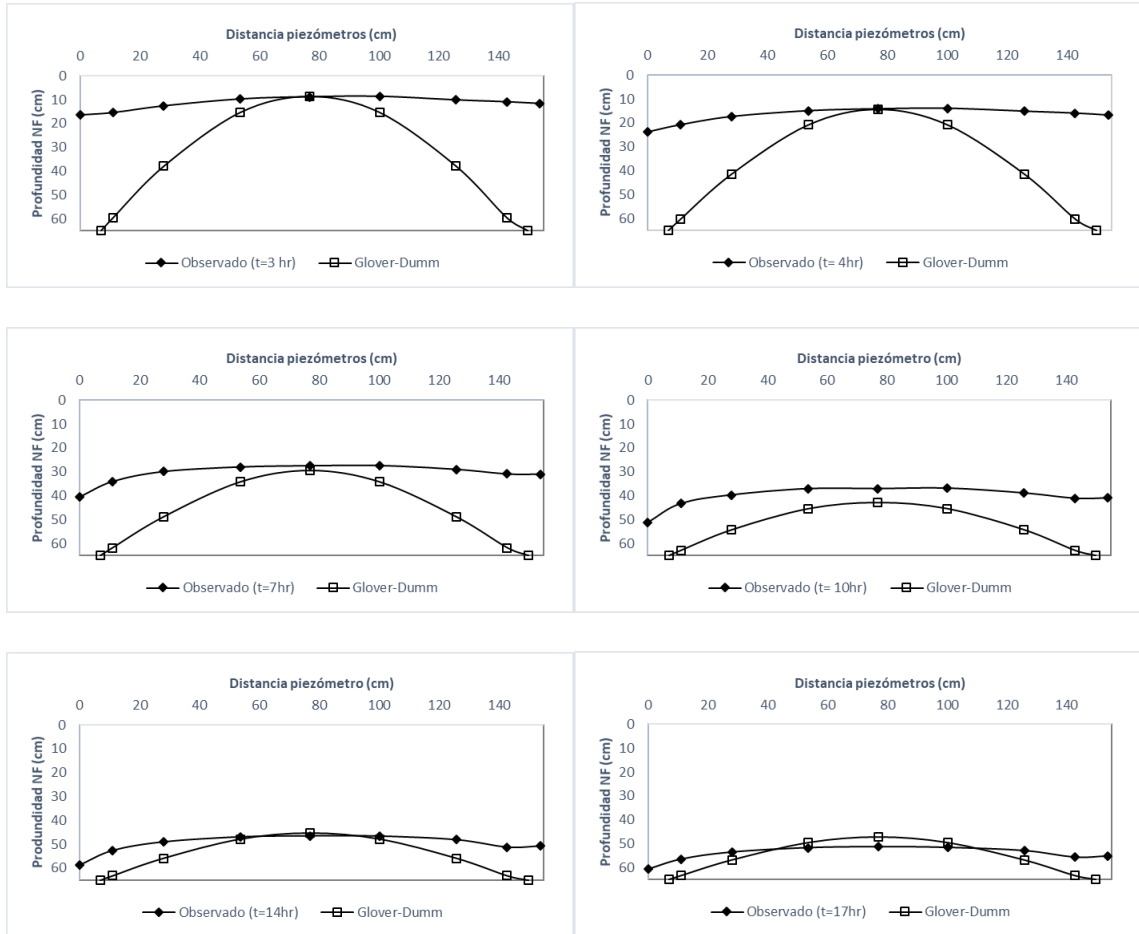 Distancia piezómetros (cm)
0 20 40 60 80 100 120 140
Profundidad NF (cm)
0
10
20
30
40
50
60
Observado (t=3 hr) Glover-Dumm
Distancia piezómetros (cm)
0 20 40 60 80 100 120 140
Profundidad NF (cm)
0
10
20
30
40
50
60
Observado (t= 4hr) Glover-Dumm
Distancia piezómetros (cm)
0 20 40 60 80 100 120 140
Profundidad NF (cm)
0
10
20
30
40
50
60
Observado (t=7hr) Glover-Dumm
Distancia piezómetro (cm)
0 20 40 60 80 100 120 140
Profundidad NF (cm)
0
10
20
30
40
50
60
Observado (t= 10hr) Glover-Dumm
Distancia piezómetro (cm)
0 20 40 60 80 100 120 140
Produndidad NF (cm)
0
10
20
30
40
50
60
Observado (t=14hr) Glover-Dumm
Distancia piezómetros (cm)
0 20 40 60 80 100 120 140
Profundidad NF (cm)
0
10
20
30
40
50
60
Observado (t=17hr) Glover-Dumm